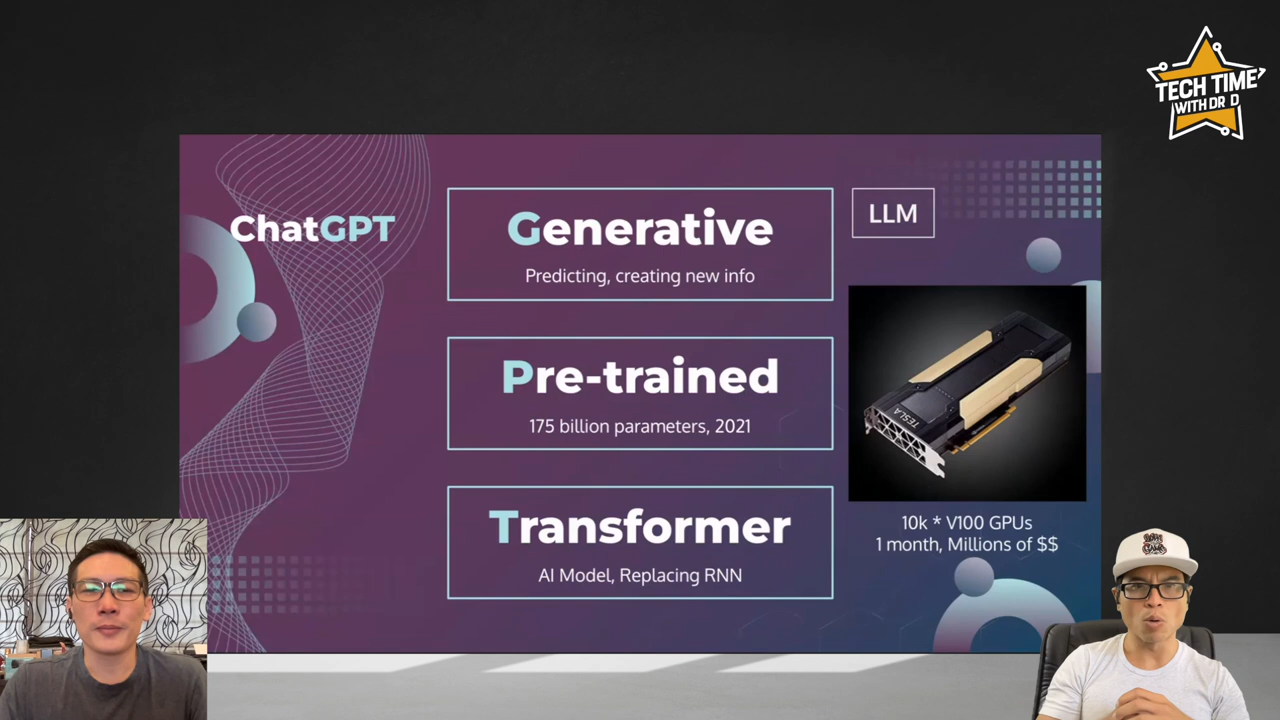 TECH TIME
WITH DR D
ChatGPT
Generative
Predicting, creating new info
Pre-trained
175 billion parameters, 2021
Transformer
AI Model, Replacing RNN
LLM
TESLA
10k * V100 GPUs
1 month, Millions of $$